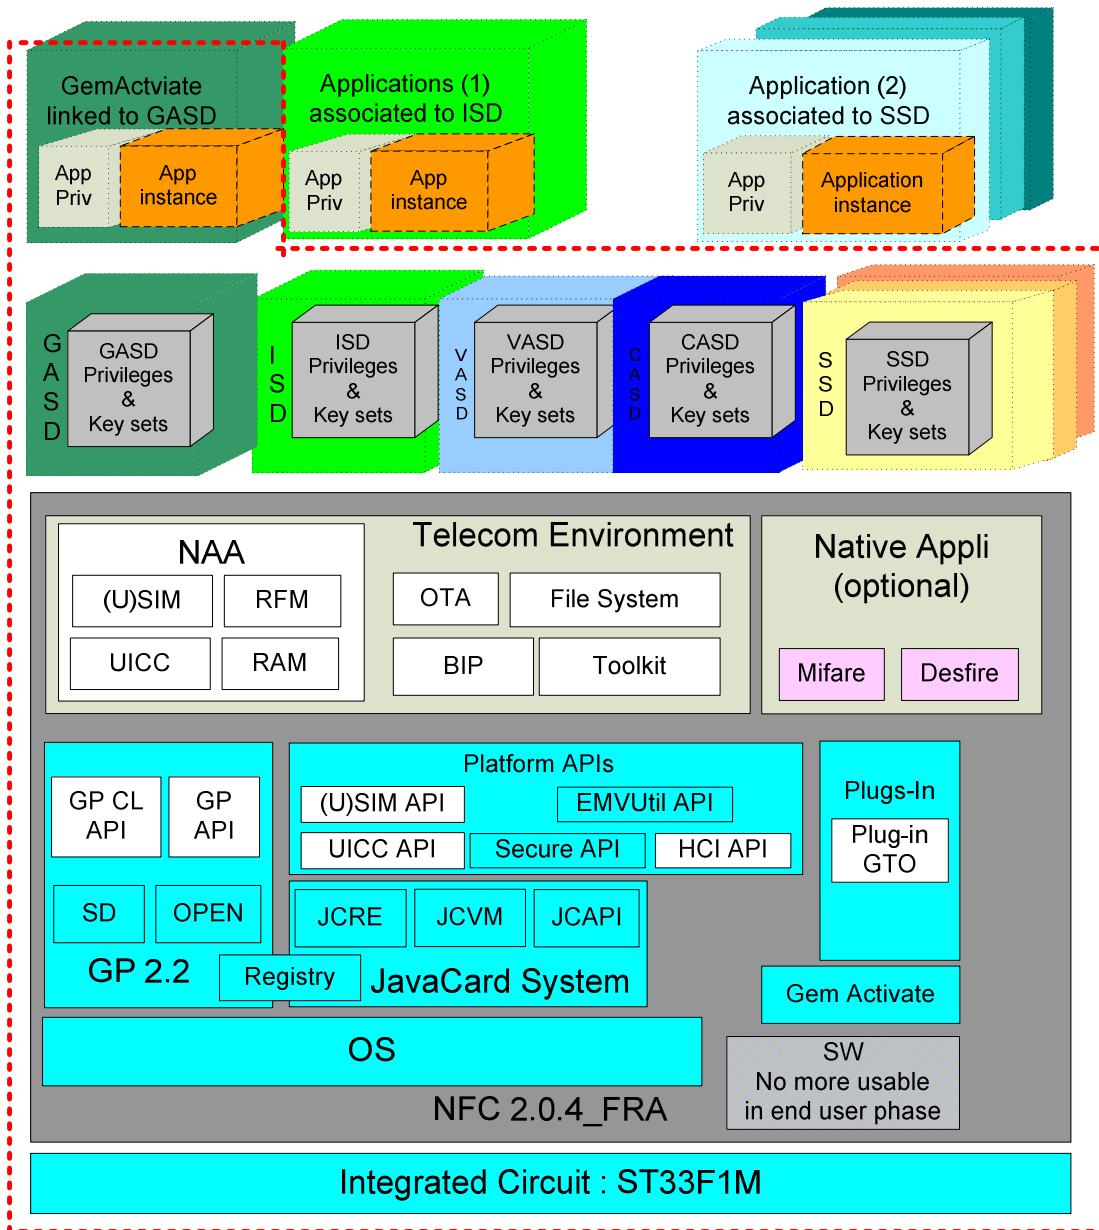 GemActviate
linked to GASD
App
Priv
App
instance
Applications (1)
associated to ISD
App
Priv
App
instance
Application (2)
associated to SSD
App
Priv
Application
instance
GASD
GASD
Privileges
&
Key sets
ISD
ISD
Privileges
&
Key sets
VASD
VASD
Privileges
&
Key sets
CASD
CASD
Privileges
&
Key sets
SSD
SSD
Privileges
&
Key sets
Telecom Environment
NAA
(U)SIM
RFM
UICC
RAM
OTA
File System
BIP
Toolkit
Native Appli
(optional)
Mifare
Desfire
GP CL
API
GP
API
SD
OPEN
GP 2.2
Registry
Platform APIs
(U)SIM API
EMVUtil API
UICC API
Secure API
HCI API
JCRE
JCVM
JCAPI
JavaCard System
Plugs-In
Plug-in
GTO
Gem Activate
OS
SW
No more usable
in end user phase
NFC 2.0.4_FRA
Integrated Circuit : ST33F1M